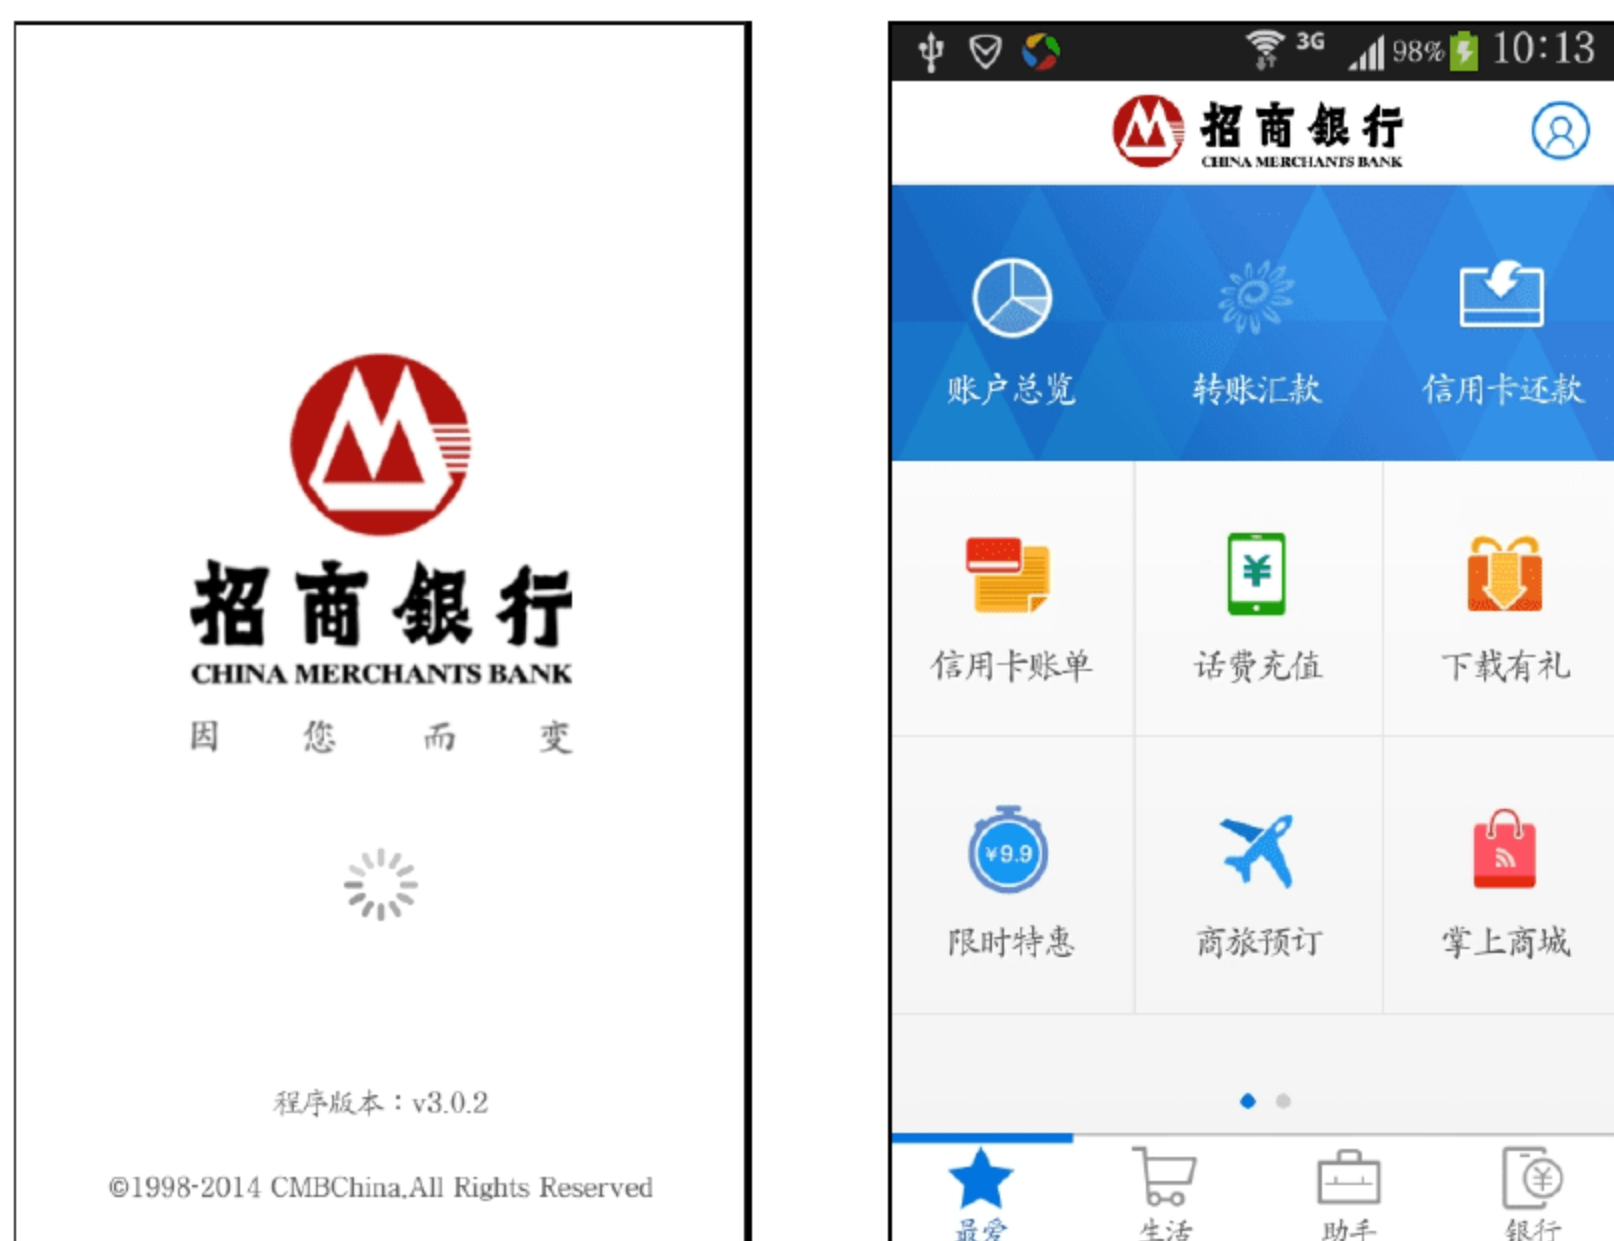 招商銀行
CHINA MERCHANTS BANK
因您而变
程序版本：v3.0.2
©1998-2014 CMBChina,All Rights Reserved
3G 98% 10:13
招商銀行
CHINA MERCHANTS BANK
账户总览 转账汇款 信用卡还款
¥
信用卡账单 话费充值 下载有礼
¥9.9
限时特惠 商旅预订 掌上商城
¥
最爱 生活 助手 银行